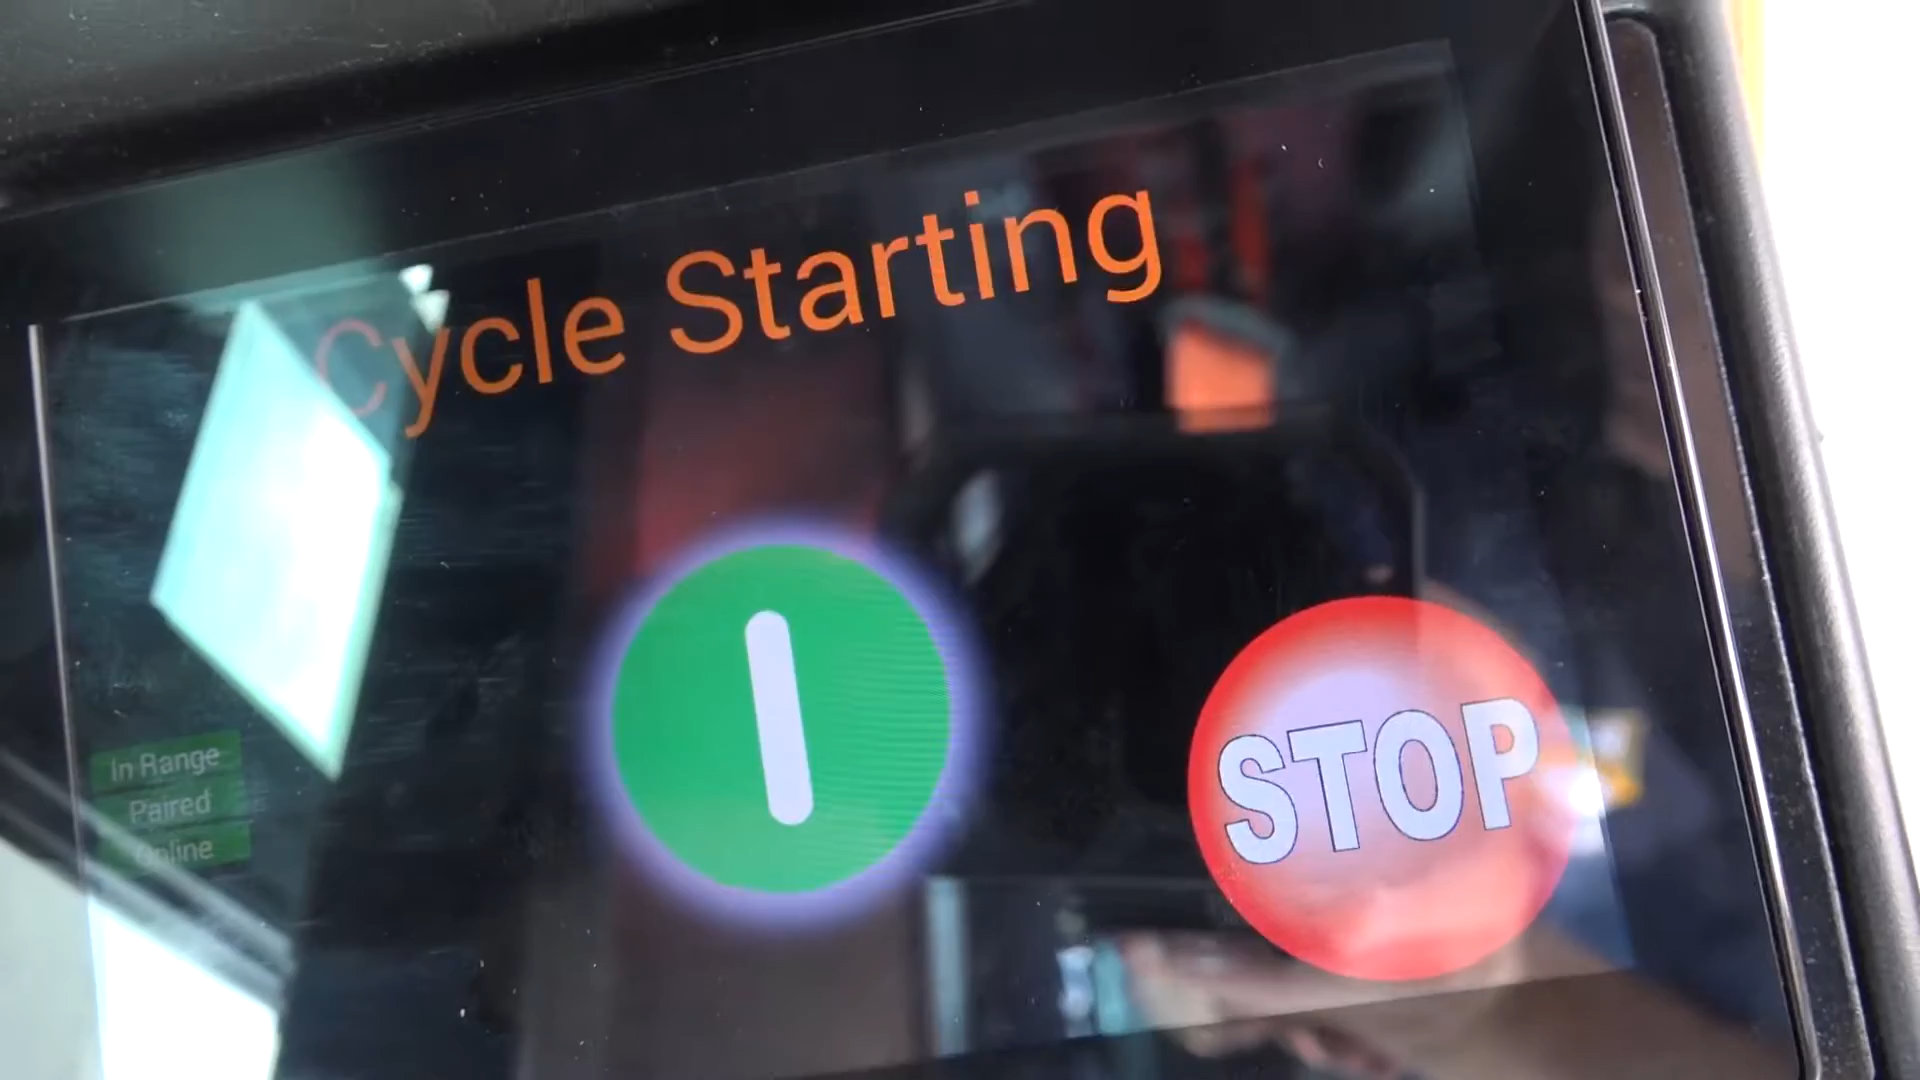 Cycle Starting
STOP
In Range
Paired
Online